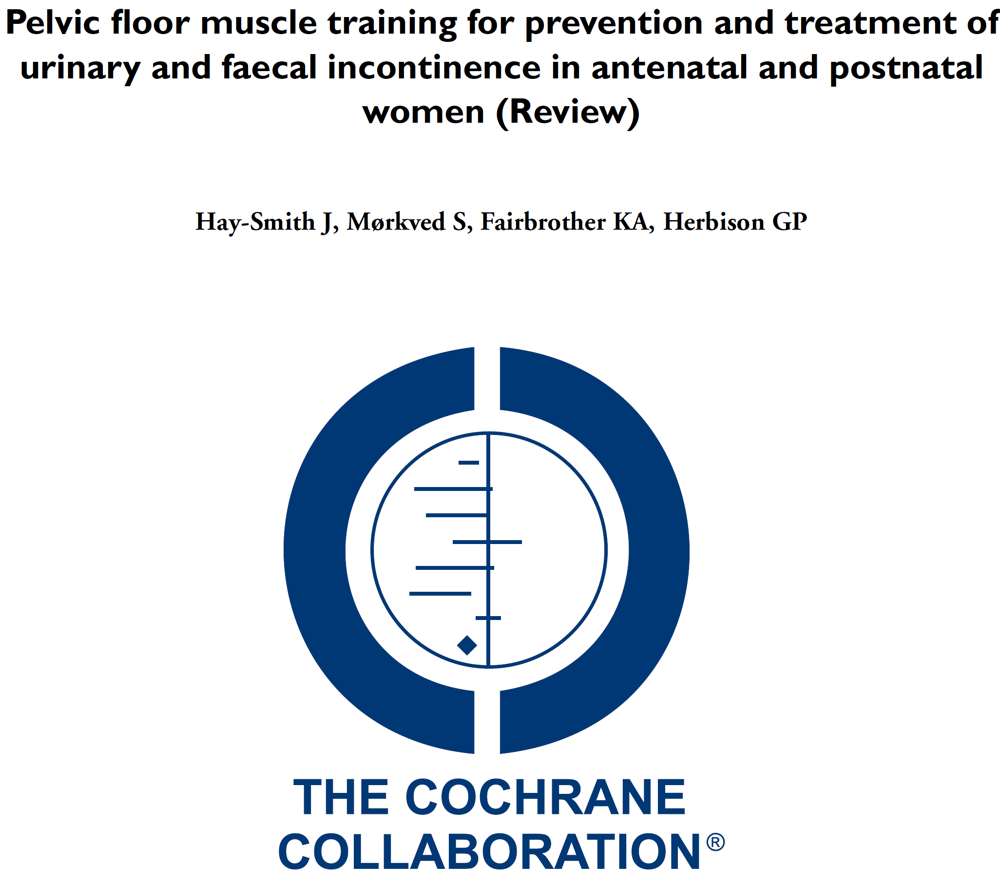 Pelvic floor muscle training for prevention and treatment of
urinary and faecal incontinence in antenatal and postnatal
women (Review)
Hay-Smith J, Mørkved S, Fairbrother KA, Herbison GP
THE COCHRANE
COLLABORATION®